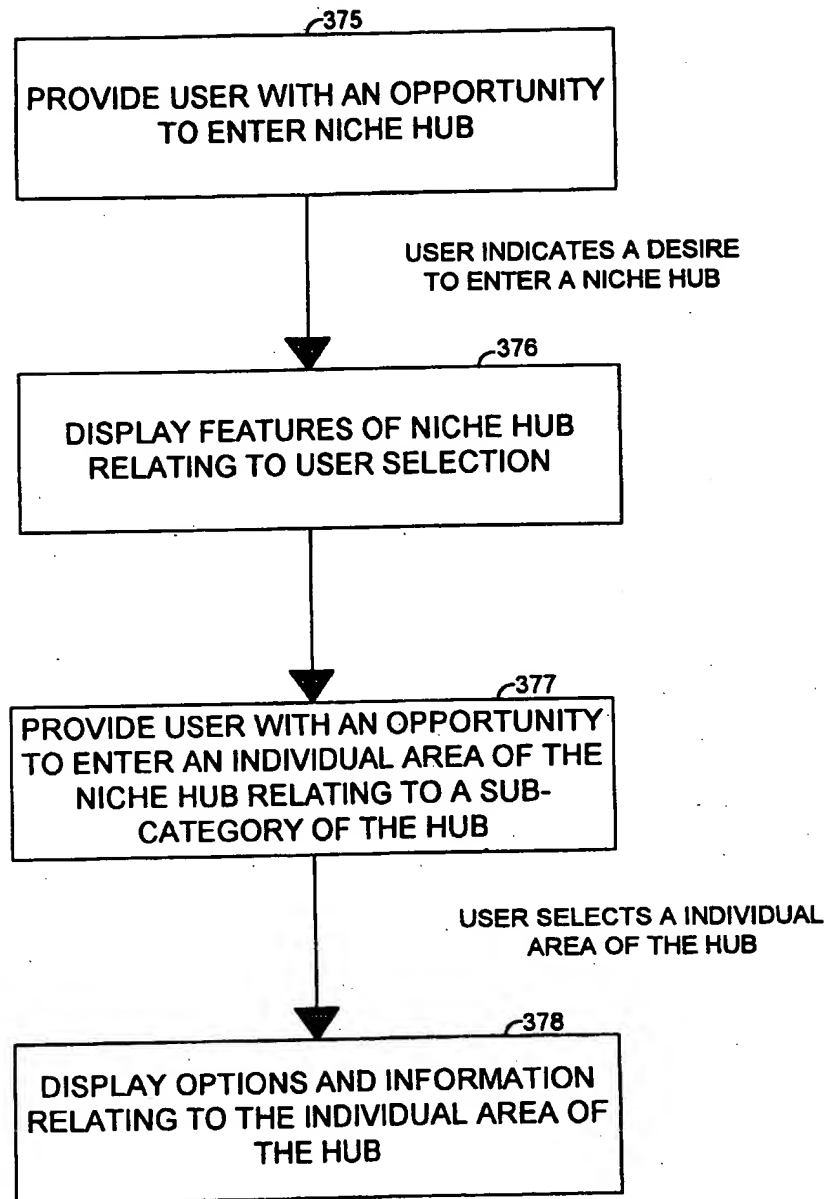 375
PROVIDE USER WITH AN OPPORTUNITY
TO ENTER NICHE HUB
USER INDICATES A DESIRE
TO ENTER A NICHE HUB
376
DISPLAY FEATURES OF NICHE HUB
RELATING TO USER SELECTION
377
PROVIDE USER WITH AN OPPORTUNITY
TO ENTER AN INDIVIDUAL AREA OF THE
NICHE HUB RELATING TO A SUB-
CATEGORY OF THE HUB
USER SELECTS A INDIVIDUAL
AREA OF THE HUB
378
DISPLAY OPTIONS AND INFORMATION
RELATING TO THE INDIVIDUAL AREA OF
THE HUB